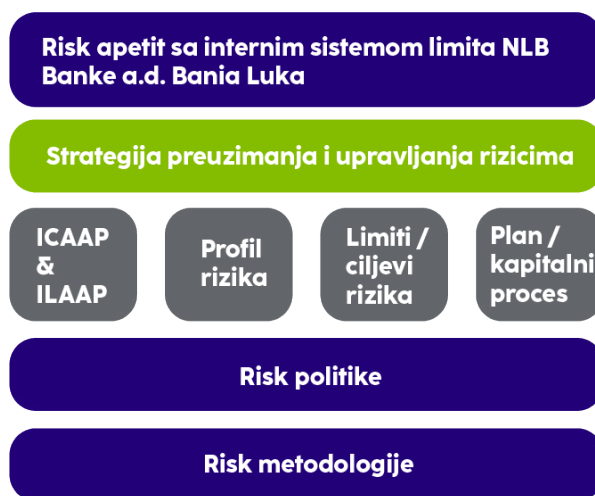 Risk apetit sa internim sistemom limita NLB
Banke a.d. Bania Luka
Strategija preuzimanja i upravljanja rizicima
ICAAP
&
ILAAP
Profil
rizika
Limiti /
ciljevi
rizika
Plan /
kapitalni
proces
Risk politike
Risk metodologije